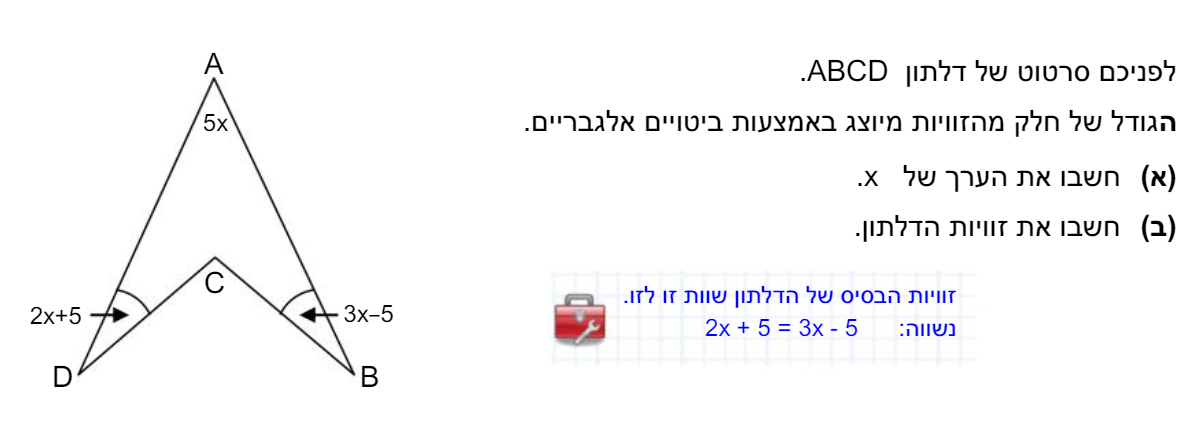 לפניכם סרטוט של דלתון ABCD.
הגודל של חלק מהזוויות מיוצג באמצעות ביטויים אלגבריים.
(א) חשבו את הערך של x.
(ב) חשבו את זוויות הדלתון.
זוויות הבסיס של הדלתון שוות זו לזו.
נשווה: 2x + 5 = 3x - 5
A
5x
C
2x+5
3x–5
D
B